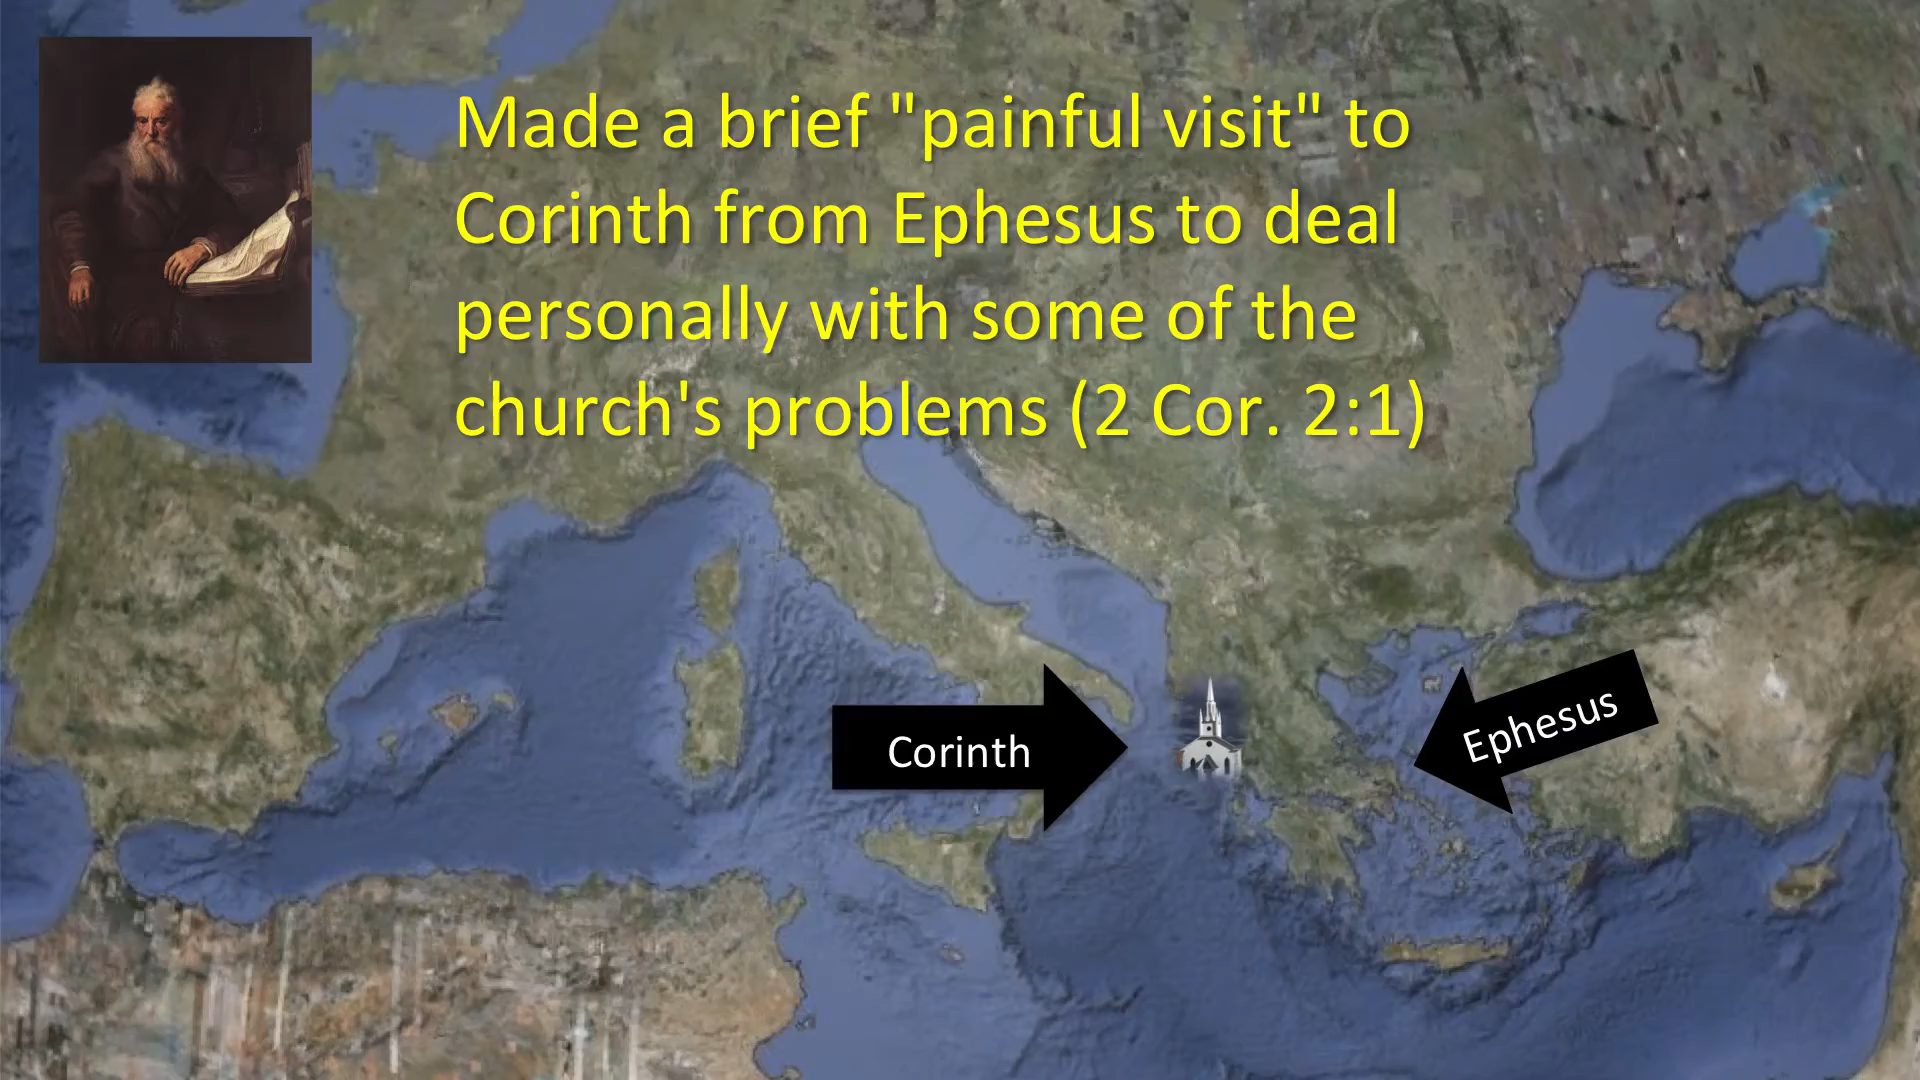 Made a brief "painful visit" to
Corinth from Ephesus to deal
personally with some of the
church's problems (2 Cor. 2:1)
Corinth
Ephesus